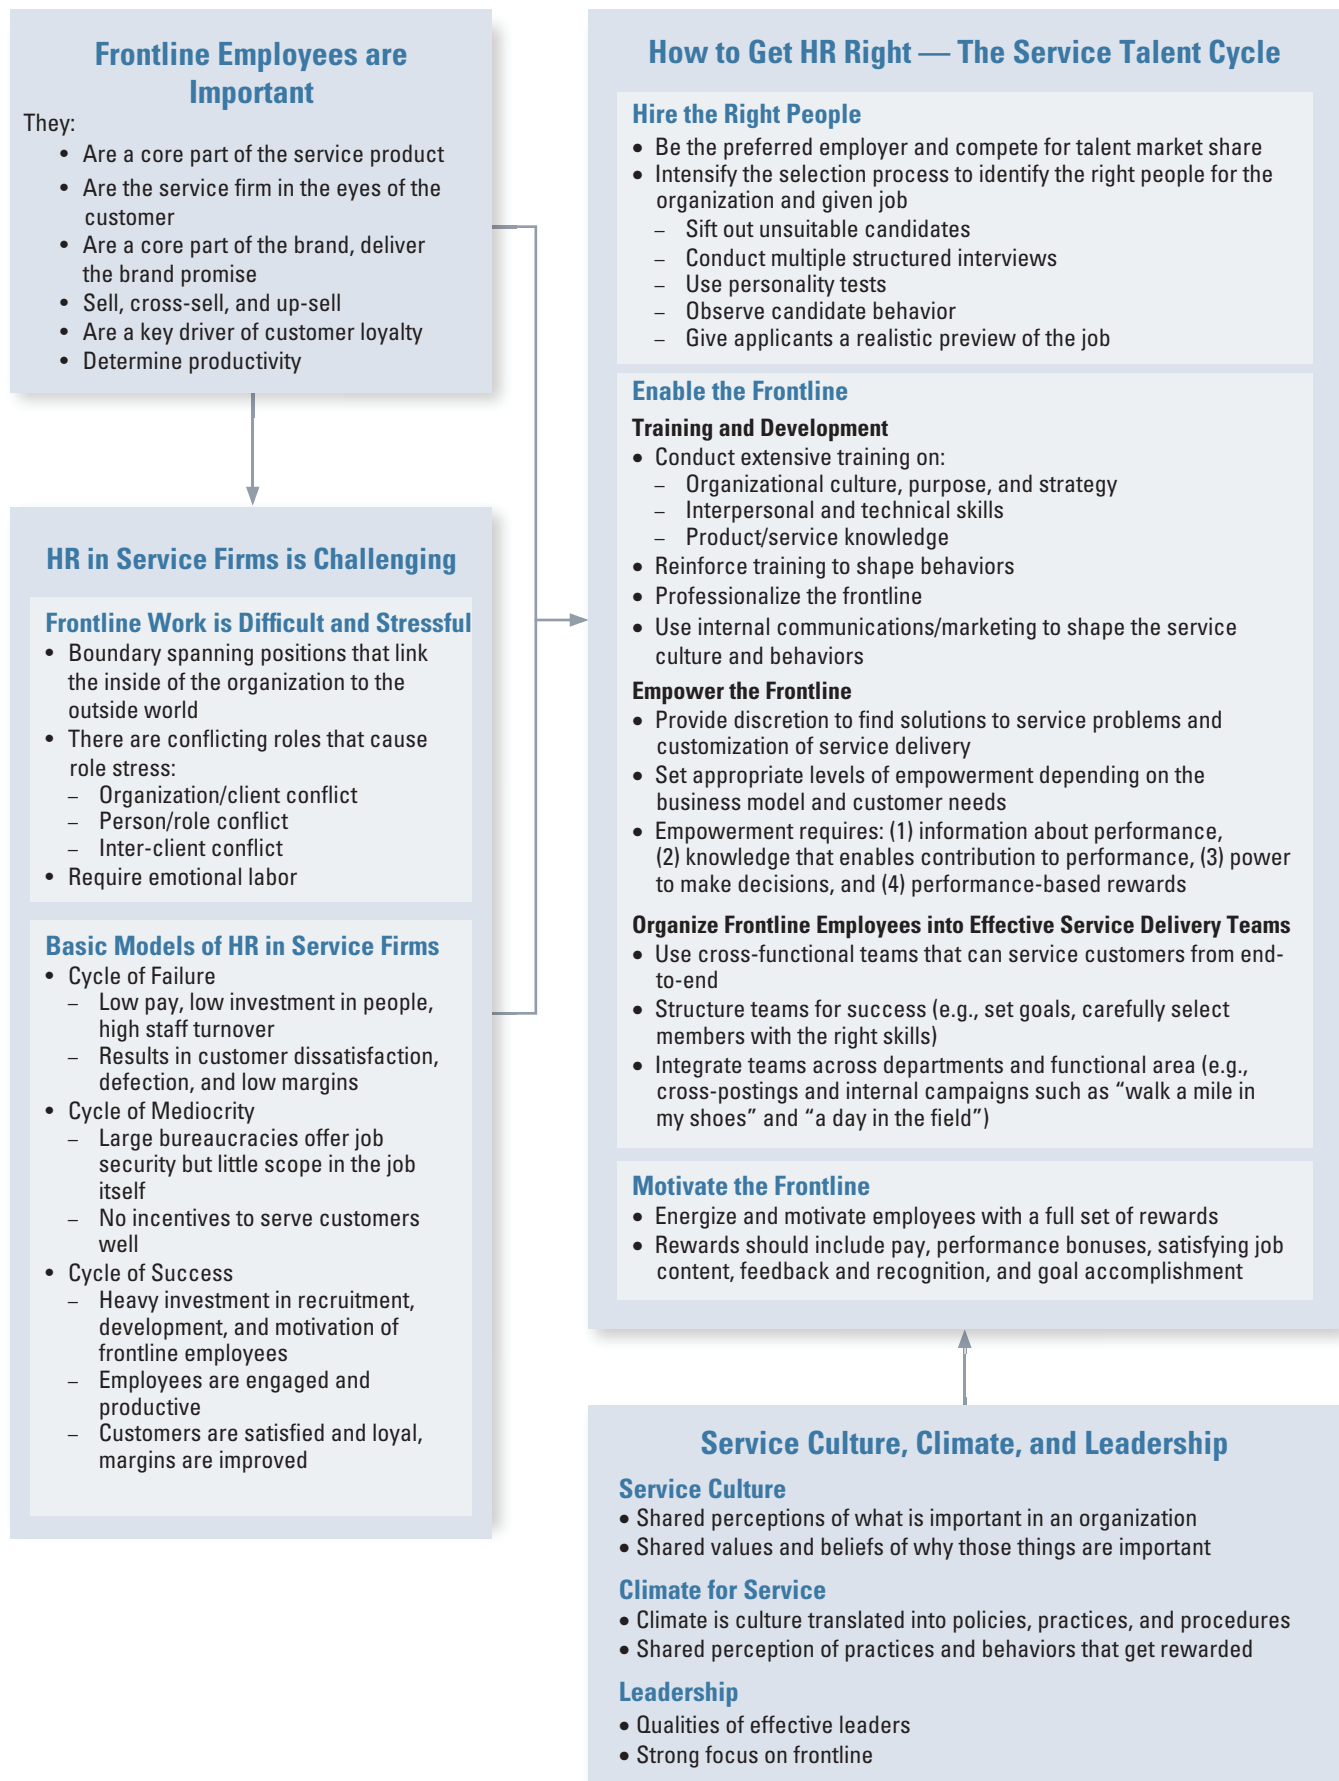 Frontline Employees are
Important
They:
• Are a core part of the service product
• Are the service firm in the eyes of the
customer
• Are a core part of the brand, deliver
the brand promise
• Sell, cross-sell, and up-sell
• Are a key driver of customer loyalty
• Determine productivity
HR in Service Firms is Challenging
Frontline Work is Difficult and Stressful
• Boundary spanning positions that link
the inside of the organization to the
outside world
• There are conflicting roles that cause
role stress:
– Organization/client conflict
– Person/role conflict
– Inter-client conflict
• Require emotional labor
Basic Models of HR in Service Firms
• Cycle of Failure
– Low pay, low investment in people,
high staff turnover
– Results in customer dissatisfaction,
defection, and low margins
• Cycle of Mediocrity
– Large bureaucracies offer job
security but little scope in the job
itself
– No incentives to serve customers
well
• Cycle of Success
– Heavy investment in recruitment,
development, and motivation of
frontline employees
– Employees are engaged and
productive
– Customers are satisfied and loyal,
margins are improved
How to Get HR Right — The Service Talent Cycle
Hire the Right People
• Be the preferred employer and compete for talent market share
• Intensify the selection process to identify the right people for the
organization and given job
– Sift out unsuitable candidates
– Conduct multiple structured interviews
– Use personality tests
– Observe candidate behavior
– Give applicants a realistic preview of the job
Enable the Frontline
Training and Development
• Conduct extensive training on:
– Organizational culture, purpose, and strategy
– Interpersonal and technical skills
– Product/service knowledge
• Reinforce training to shape behaviors
• Professionalize the frontline
• Use internal communications/marketing to shape the service
culture and behaviors
Empower the Frontline
• Provide discretion to find solutions to service problems and
customization of service delivery
• Set appropriate levels of empowerment depending on the
business model and customer needs
• Empowerment requires: (1) information about performance,
(2) knowledge that enables contribution to performance, (3) power
to make decisions, and (4) performance-based rewards
Organize Frontline Employees into Effective Service Delivery Teams
• Use cross-functional teams that can service customers from end-
to-end
• Structure teams for success (e.g., set goals, carefully select
members with the right skills)
• Integrate teams across departments and functional area (e.g.,
cross-postings and internal campaigns such as “walk a mile in
my shoes” and “a day in the field”)
Motivate the Frontline
• Energize and motivate employees with a full set of rewards
• Rewards should include pay, performance bonuses, satisfying job
content, feedback and recognition, and goal accomplishment
Service Culture, Climate, and Leadership
Service Culture
• Shared perceptions of what is important in an organization
• Shared values and beliefs of why those things are important
Climate for Service
• Climate is culture translated into policies, practices, and procedures
• Shared perception of practices and behaviors that get rewarded
Leadership
• Qualities of effective leaders
• Strong focus on frontline